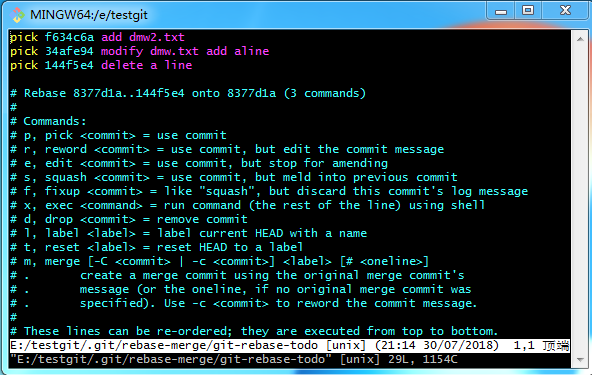 MINGW64:/e/testgit
pick f634c6a add dmw2.txt
pick 34afe94 modify dmw.txt add aline
pick 144f5e4 delete a line
# Rebase 8377d1a..144f5e4 onto 8377d1a (3 commands)
#
# Commands:
# p, pick <commit> = use commit
# r, reword <commit> = use commit, but edit the commit message
# e, edit <commit> = use commit, but stop for amending
# s, squash <commit> = use commit, but meld into previous commit
# f, fixup <commit> = like "squash", but discard this commit's log message
# x, exec <command> = run command (the rest of the line) using shell
# d, drop <commit> = remove commit
# l, label <label> = label current HEAD with a name
# t, reset <label> = reset HEAD to a label
# m, merge [-C <commit> | -c <commit>] <label> [# <oneline>]
# .       create a merge commit using the original merge commit's
# .       message (or the oneline, if no original merge commit was
# .       specified). Use -c <commit> to reword the commit message.
#
# These lines can be re-ordered; they are executed from top to bottom.
E:/testgit/.git/rebase-merge/git-rebase-todo [unix] (21:14 30/07/2018) 1,1 顶端
"E:/testgit/.git/rebase-merge/git-rebase-todo" [unix] 29L, 1154C